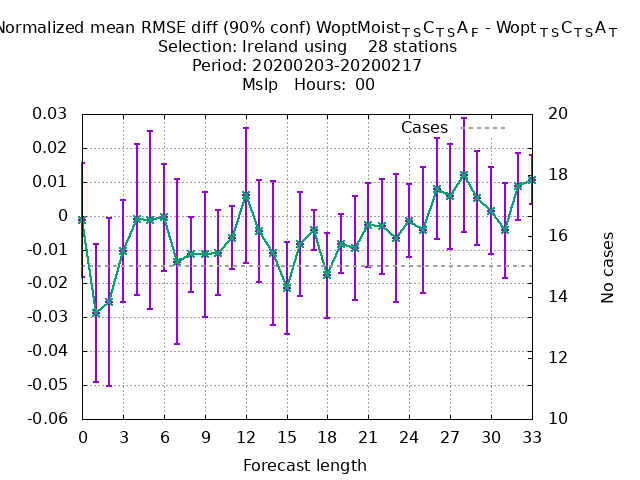 Normalized mean RMSE diff (90% conf) WoptMoist_TSC_TSA_F - Wopt_TSC_TSA_T
Selection: Ireland using 28 stations
Period: 20200203-20200217
Mslp Hours: 00
0.03 20
Cases
0.02
0.01 18
0
-0.01 16
-0.02
-0.03 14
-0.04 12
-0.05
-0.06 10
No cases
0 3 6 9 12 15 18 21 24 27 30 33
Forecast length